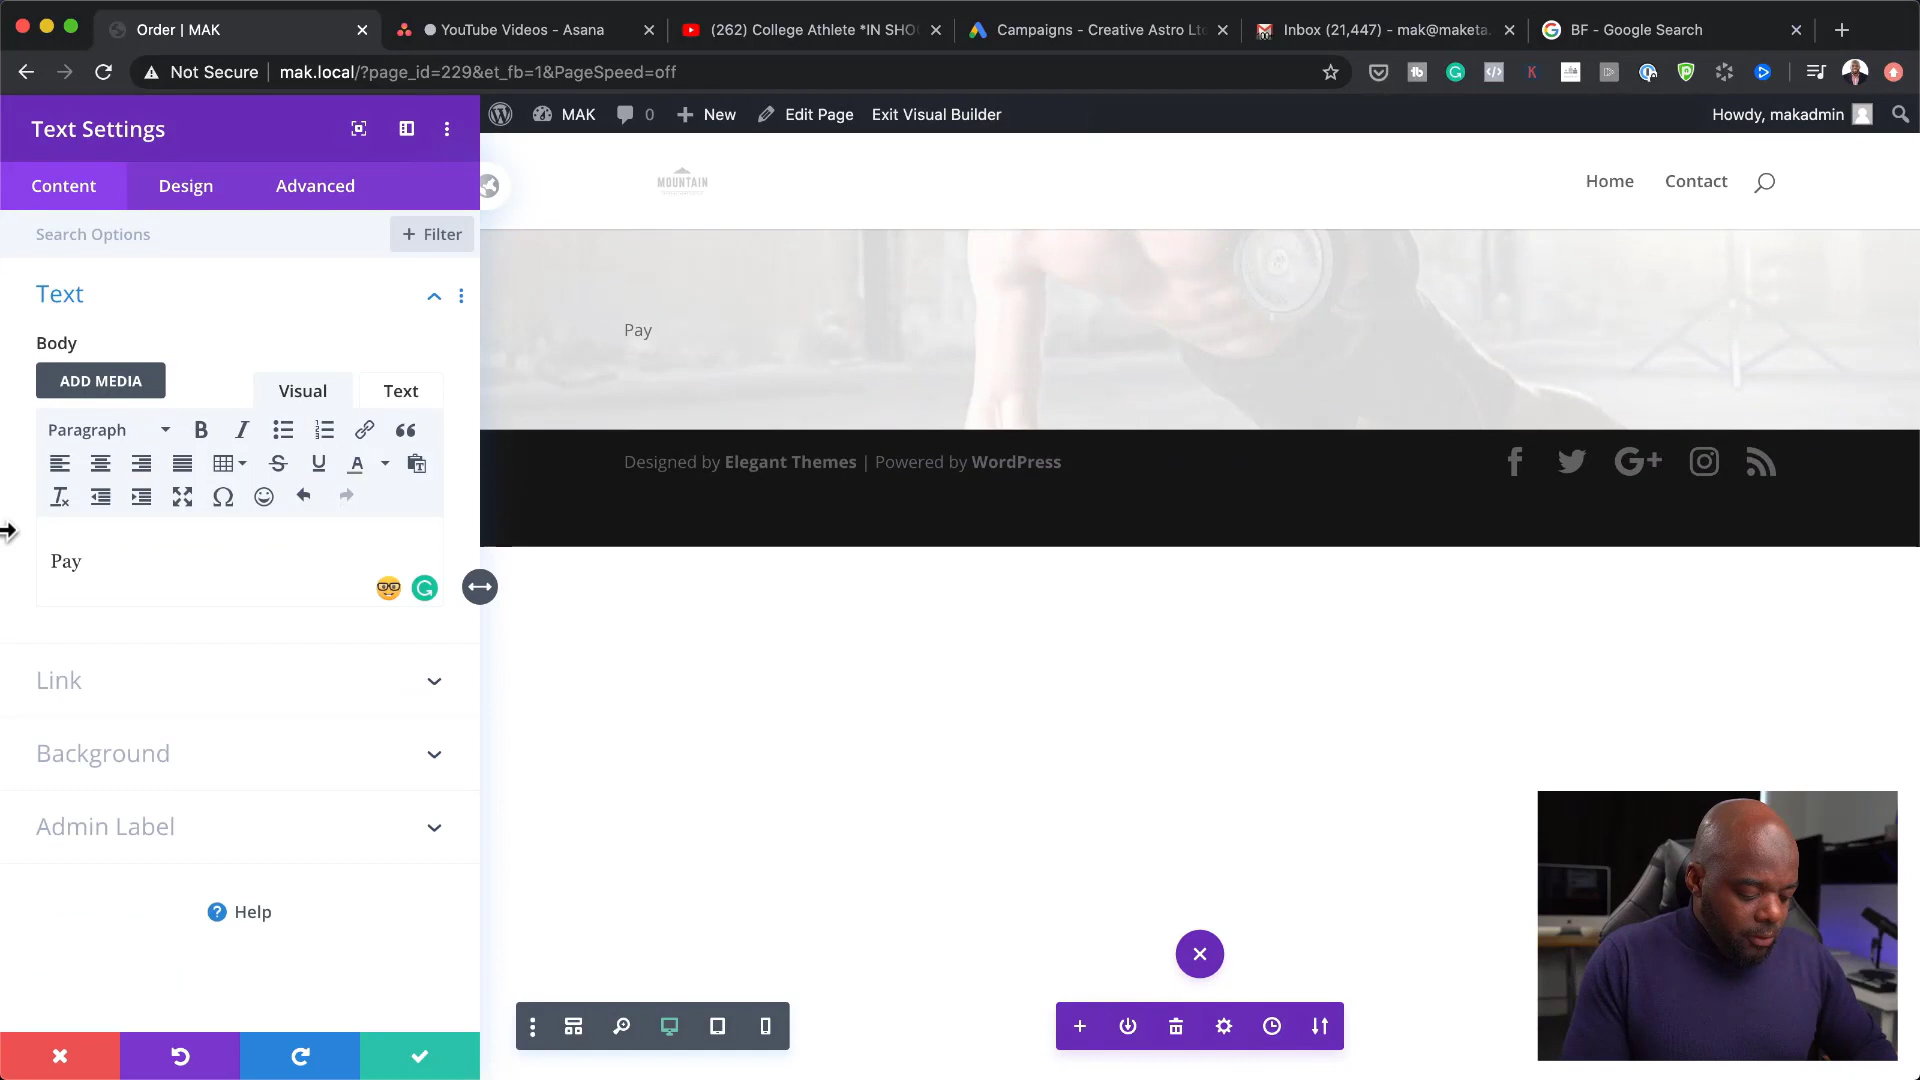 Order | MAK
YouTube Videos - Asana
(262) College Athlete *IN SHO
Campaigns - Creative Astro Lt
Inbox (21,447) - mak@maketa.
BF - Google Search
Not Secure | mak.local/?page_id=229&et_fb=1&PageSpeed=off
MAK
0
New
Edit Page
Exit Visual Builder
Howdy, makadmin
Text Settings
Content
Design
Advanced
Search Options
+ Filter
MOUNTAIN
Home
Contact
Text
Body
ADD MEDIA
Visual
Text
Paragraph
Pay
Pay
Designed by Elegant Themes | Powered by WordPress
Link
Background
Admin Label
Help